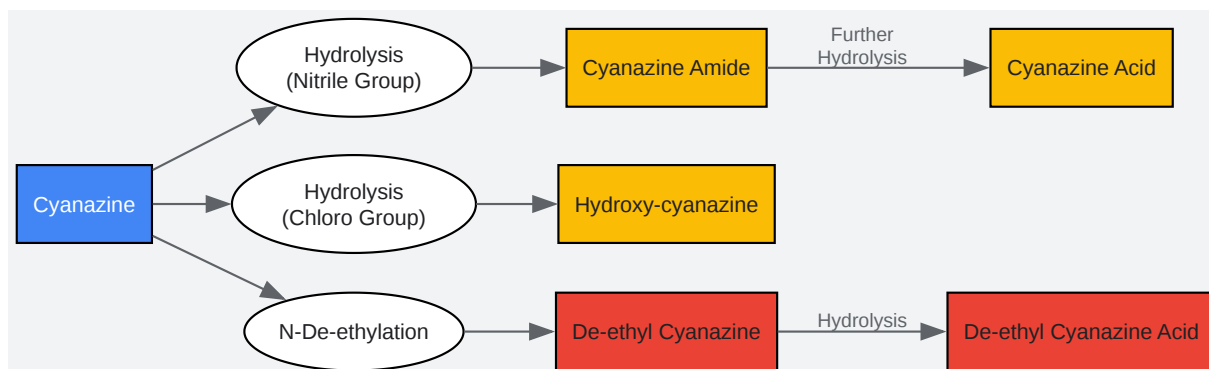 Hydrolysis
(Nitrile Group)
Cyanazine Amide
Further
Hydrolysis
Cyanazine Acid
Cyanazine
Hydrolysis
(Chloro Group)
Hydroxy-cyanazine
N-De-ethylation
De-ethyl Cyanazine
Hydrolysis
De-ethyl Cyanazine Acid